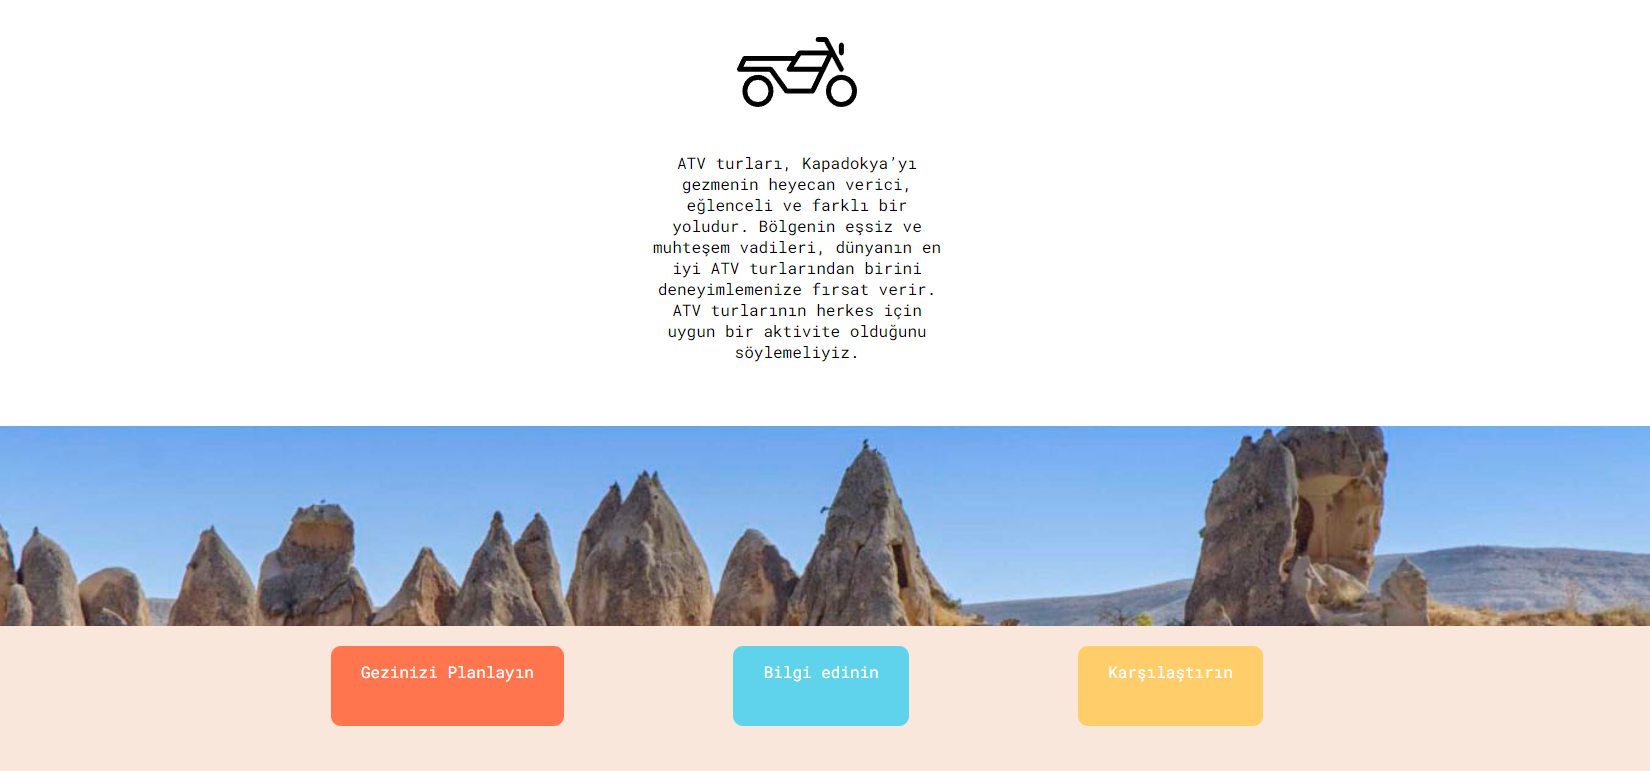 ATV turları, Kapadokya’yı
gezmenin heyecan verici,
eğlenceli ve farklı bir
yoludur. Bölgenin eşsiz ve
muhteşem vadileri, dünyanın en
iyi ATV turlarından birini
deneyimlemenize fırsat verir.
ATV turlarının herkes için
uygun bir aktivite olduğunu
söylemeliyiz.
Gezinizi Planlayın
Bilgi edinin
Karşılaştırın